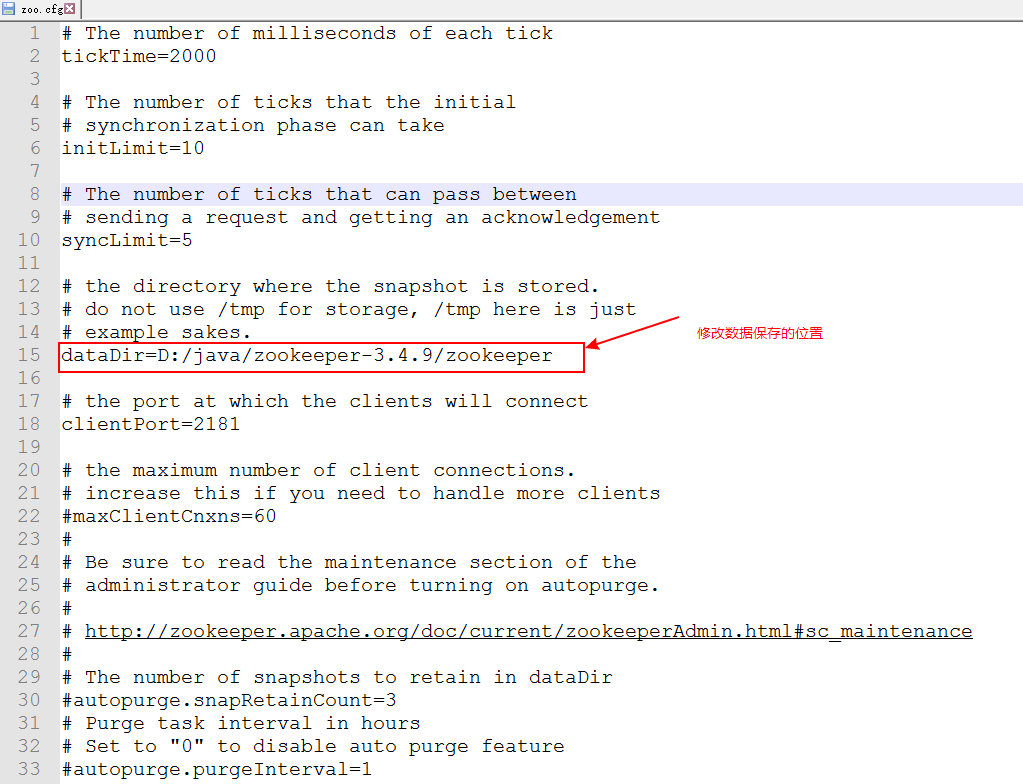 zoo.cfg
1 # The number of milliseconds of each tick
2 tickTime=2000
3
4 # The number of ticks that the initial
5 # synchronization phase can take
6 initLimit=10
7
8 # The number of ticks that can pass between
9 # sending a request and getting an acknowledgement
10 syncLimit=5
11
12 # the directory where the snapshot is stored.
13 # do not use /tmp for storage, /tmp here is just
14 # example sakes.
15 dataDir=D:/java/zookeeper-3.4.9/zookeeper
修改数据保存的位置
16
17 # the port at which the clients will connect
18 clientPort=2181
19
20 # the maximum number of client connections.
21 # increase this if you need to handle more clients
22 #maxClientCnxns=60
23 #
24 # Be sure to read the maintenance section of the
25 # administrator guide before turning on autopurge.
26 #
27 # http://zookeeper.apache.org/doc/current/zookeeperAdmin.html#sc_maintenance
28 #
29 # The number of snapshots to retain in dataDir
30 #autopurge.snapRetainCount=3
31 # Purge task interval in hours
32 # Set to "0" to disable auto purge feature
33 #autopurge.purgeInterval=1